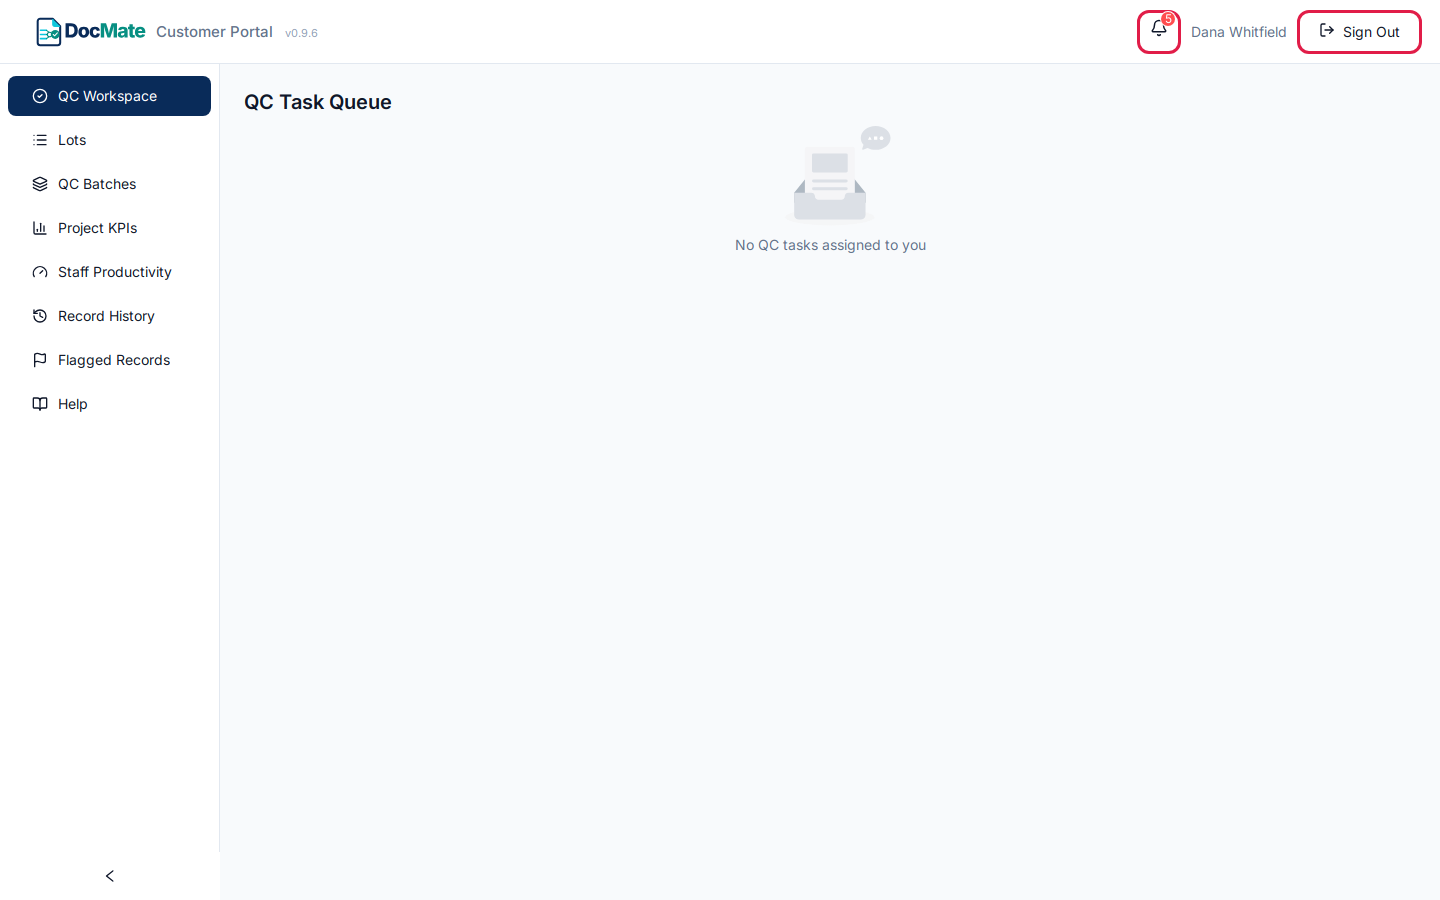 DocMate Customer Portal v0.9.6
5 Dana Whitfield Sign Out
QC Workspace
Lots
QC Batches
Project KPIs
Staff Productivity
Record History
Flagged Records
Help
QC Task Queue
No QC tasks assigned to you